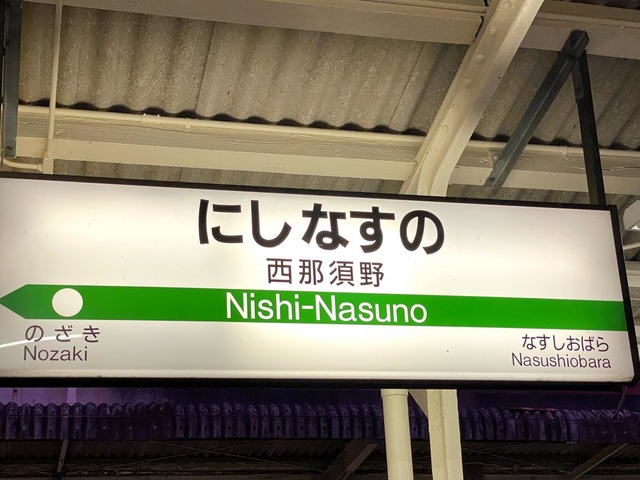 にしなすの
西那須野
Nishi-Nasuno
のざき
Nozaki
なすしおばら
Nasushiobara